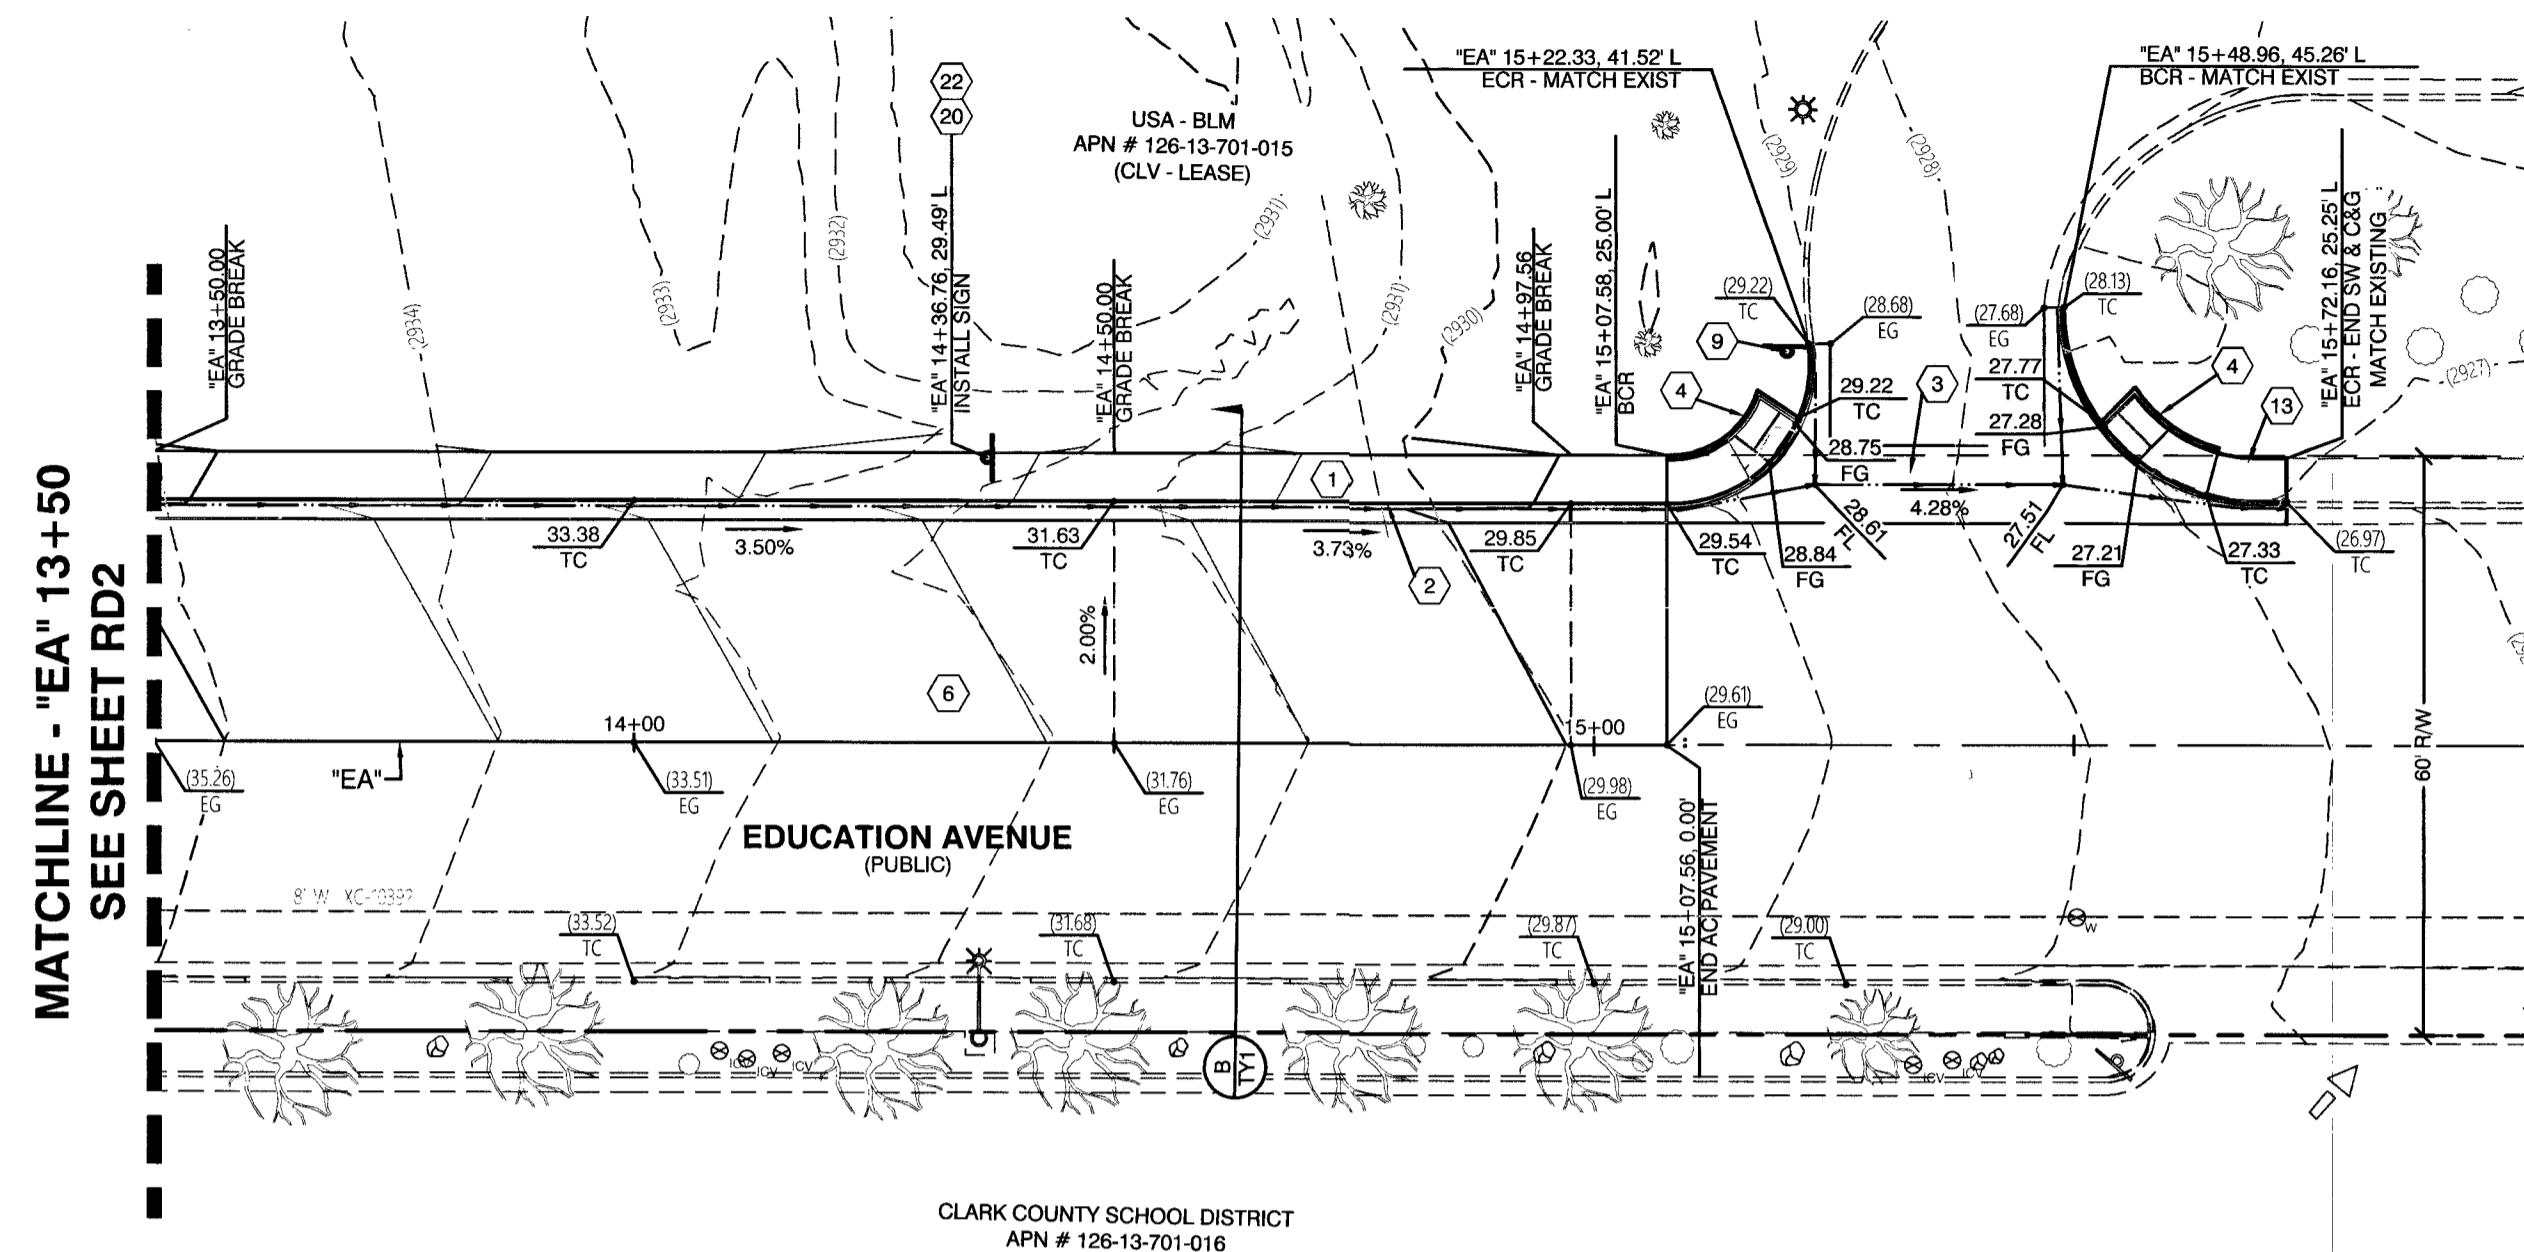 MATCHLINE - "EA" 13+50
SEE SHEET RD2
"EA" 13+50.00
GRADE BREAK
(2934)
(2933)
(2932)
22
20
"EA" 14+36.76, 29.49' L
INSTALL SIGN
USA - BLM
APN # 126-13-701-015
(CLV - LEASE)
(2931)
"EA" 14+50.00
GRADE BREAK
(2931)
(2930)
"EA" 14+97.56
GRADE BREAK
"EA" 15+07.58, 25.00' L
BCR
"EA" 15+22.33, 41.52' L
ECR - MATCH EXIST
(2929)
(2928)
"EA" 15+48.96, 45.26' L
BCR - MATCH EXIST
"EA" 15+72.16, 25.25' L
ECR - END SW & C&G
MATCH EXISTING
(2927)
(29.22)
TC
(28.68)
EG
(27.68)
EG
(28.13)
TC
9
4
29.22
TC
3
27.77
TC
4
13
28.75
FG
27.28
FG
1
33.38
TC
3.50%
31.63
TC
3.73%
2
29.85
TC
29.54
TC
28.84
FG
28.61
FL
4.28%
27.51
FL
27.21
FG
27.33
TC
(26.97)
TC
2.00%
6
14+00
15+00
(29.61)
EG
(35.26)
EG
"EA"
(33.51)
EG
(31.76)
EG
(29.98)
EG
60' R/W
EDUCATION AVENUE
(PUBLIC)
"EA" 15+07.56, 0.00'
END AC PAVEMENT
8" W
(33.52)
TC
(31.68)
TC
(29.87)
TC
(29.00)
TC
W
ICV
ICV
ICV
ICV
ICV
B
TY1
CLARK COUNTY SCHOOL DISTRICT
APN # 126-13-701-016